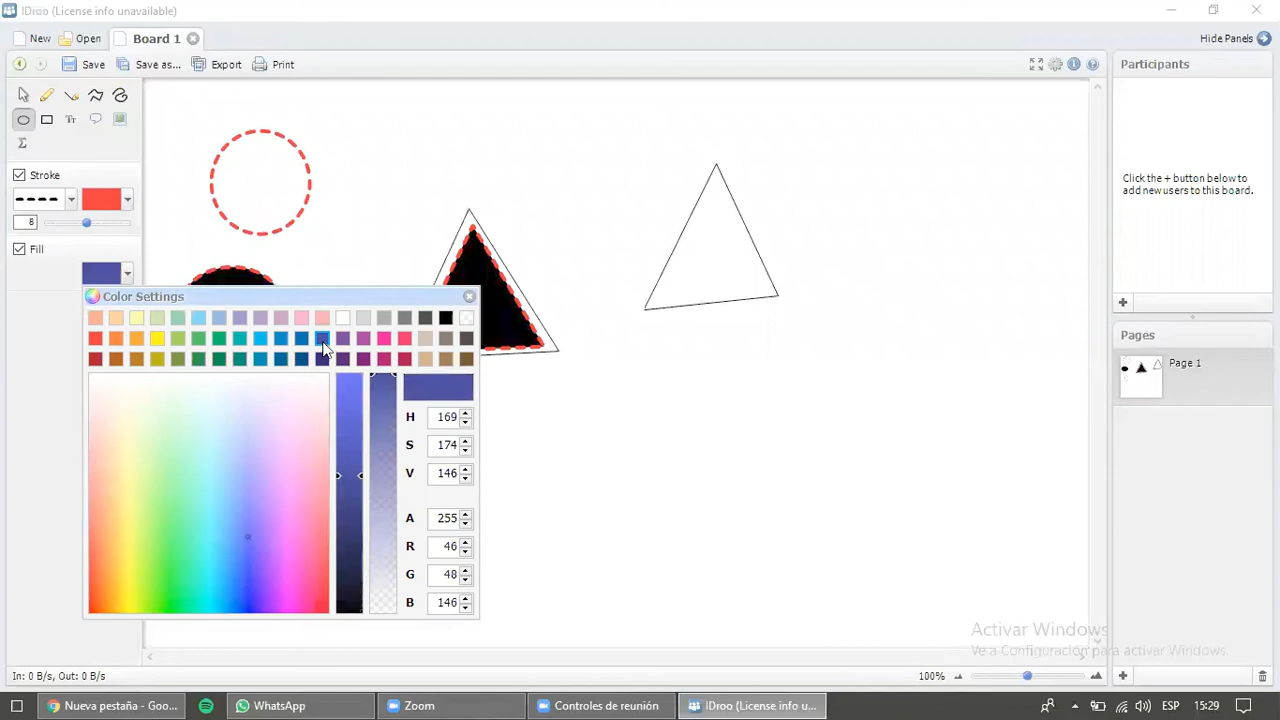 IDroo (License info unavailable)
New
Open
Board 1
Hide Panels
Save
Save as...
Export
Print
Participants
Tt
Σ
Stroke
8
Fill
Click the + button below to
add new users to this board.
Color Settings
Pages
Page 1
H 169
S 174
V 146
A 255
R 46
G 48
B 146
Activar Windows
Ve a Configuración para activar Windows.
In: 0 B/s, Out: 0 B/s
100%
Nueva pestaña - Goo...
WhatsApp
Zoom
Controles de reunión
IDroo (License info u...
ESP
15:29